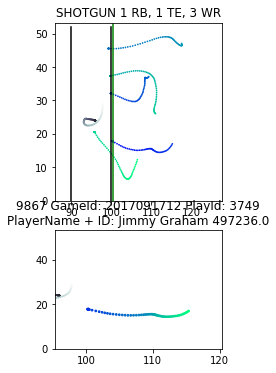 SHOTGUN 1 RB, 1 TE, 3 WR
50
40
30
20
10
0
90 100 110 120
9867 GameId: 2017091712 PlayId: 3749
PlayerName + ID: Jimmy Graham 497236.0
40
20
0
100 110 120